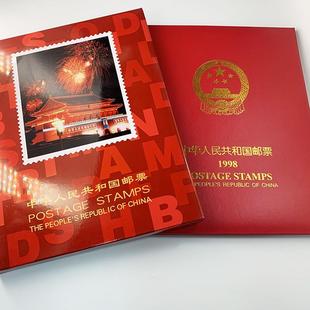 中华人民共和国邮票
POSTAGE STAMPS
THE PEOPLE'S REPUBLIC OF CHINA
中华人民共和国邮票
1998
POSTAGE STAMPS
PEOPLE'S REPUBLIC OF CHINA